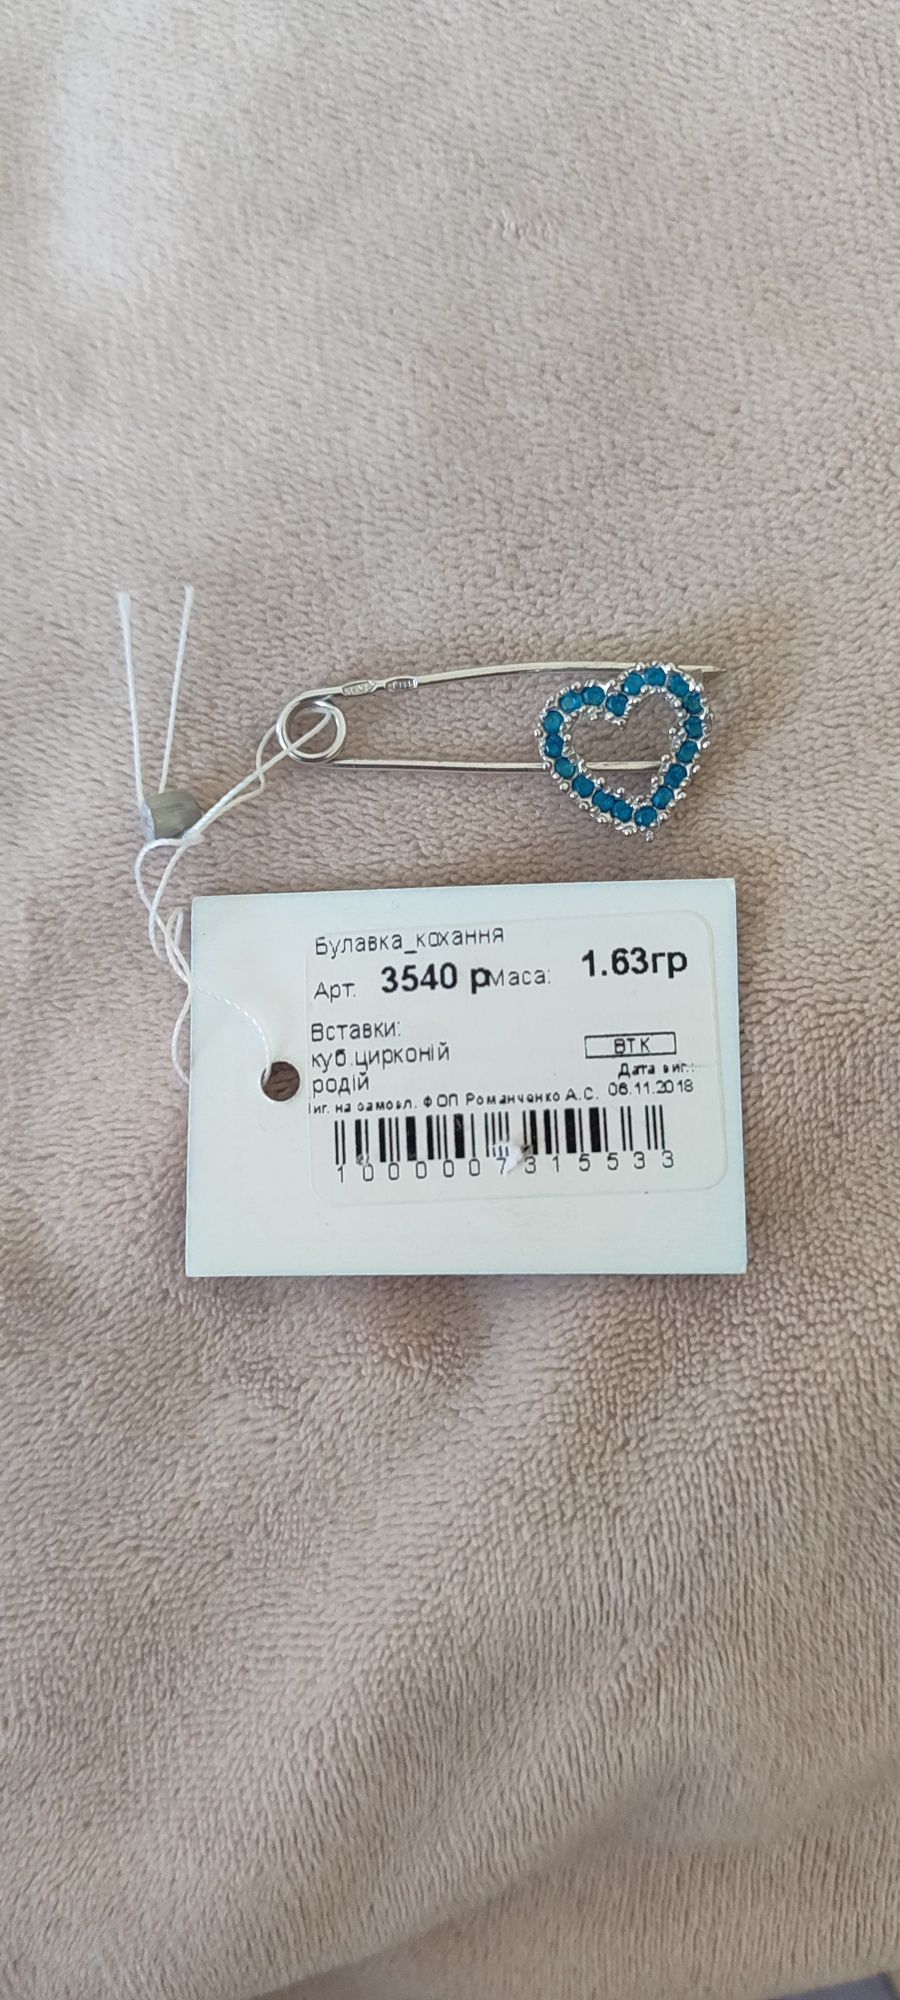 Булавка_кохання
Арт. 3540 р Маса: 1.63гр
Вставки:
куб.цирконій
родій
ВТК
Дата виг.:
Виг. на замовл. ФОП Романченко А.С. 06.11.2018
1000007315533